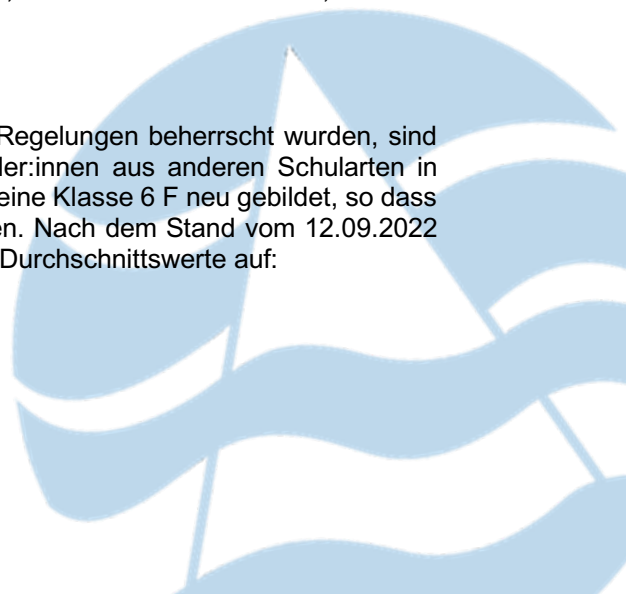 Regelungen beherrscht wurden, sind
ler:innen aus anderen Schularten in
eine Klasse 6 F neu gebildet, so dass
en. Nach dem Stand vom 12.09.2022
Durchschnittswerte auf: